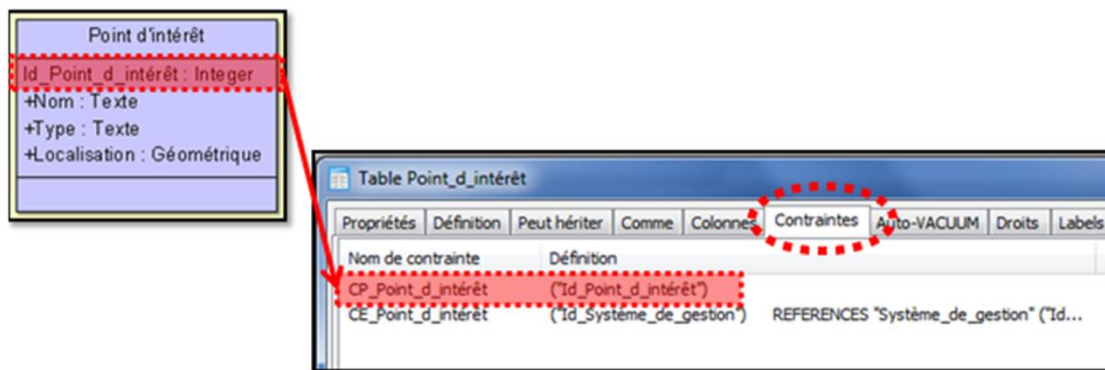 Point d'intérêt
Id_Point_d_intérêt : Integer
+Nom : Texte
+Type : Texte
+Localisation : Géométrique
Table Point_d_intérêt
Propriétés Définition Peut hériter Comme Colonnes Contraintes Auto-VACUUM Droits Labels
Nom de contrainte Définition
CP_Point_d_intérêt ("Id_Point_d_intérêt")
CE_Point_d_intérêt ("Id_Système_de_gestion") REFERENCES "Système_de_gestion" ("Id...